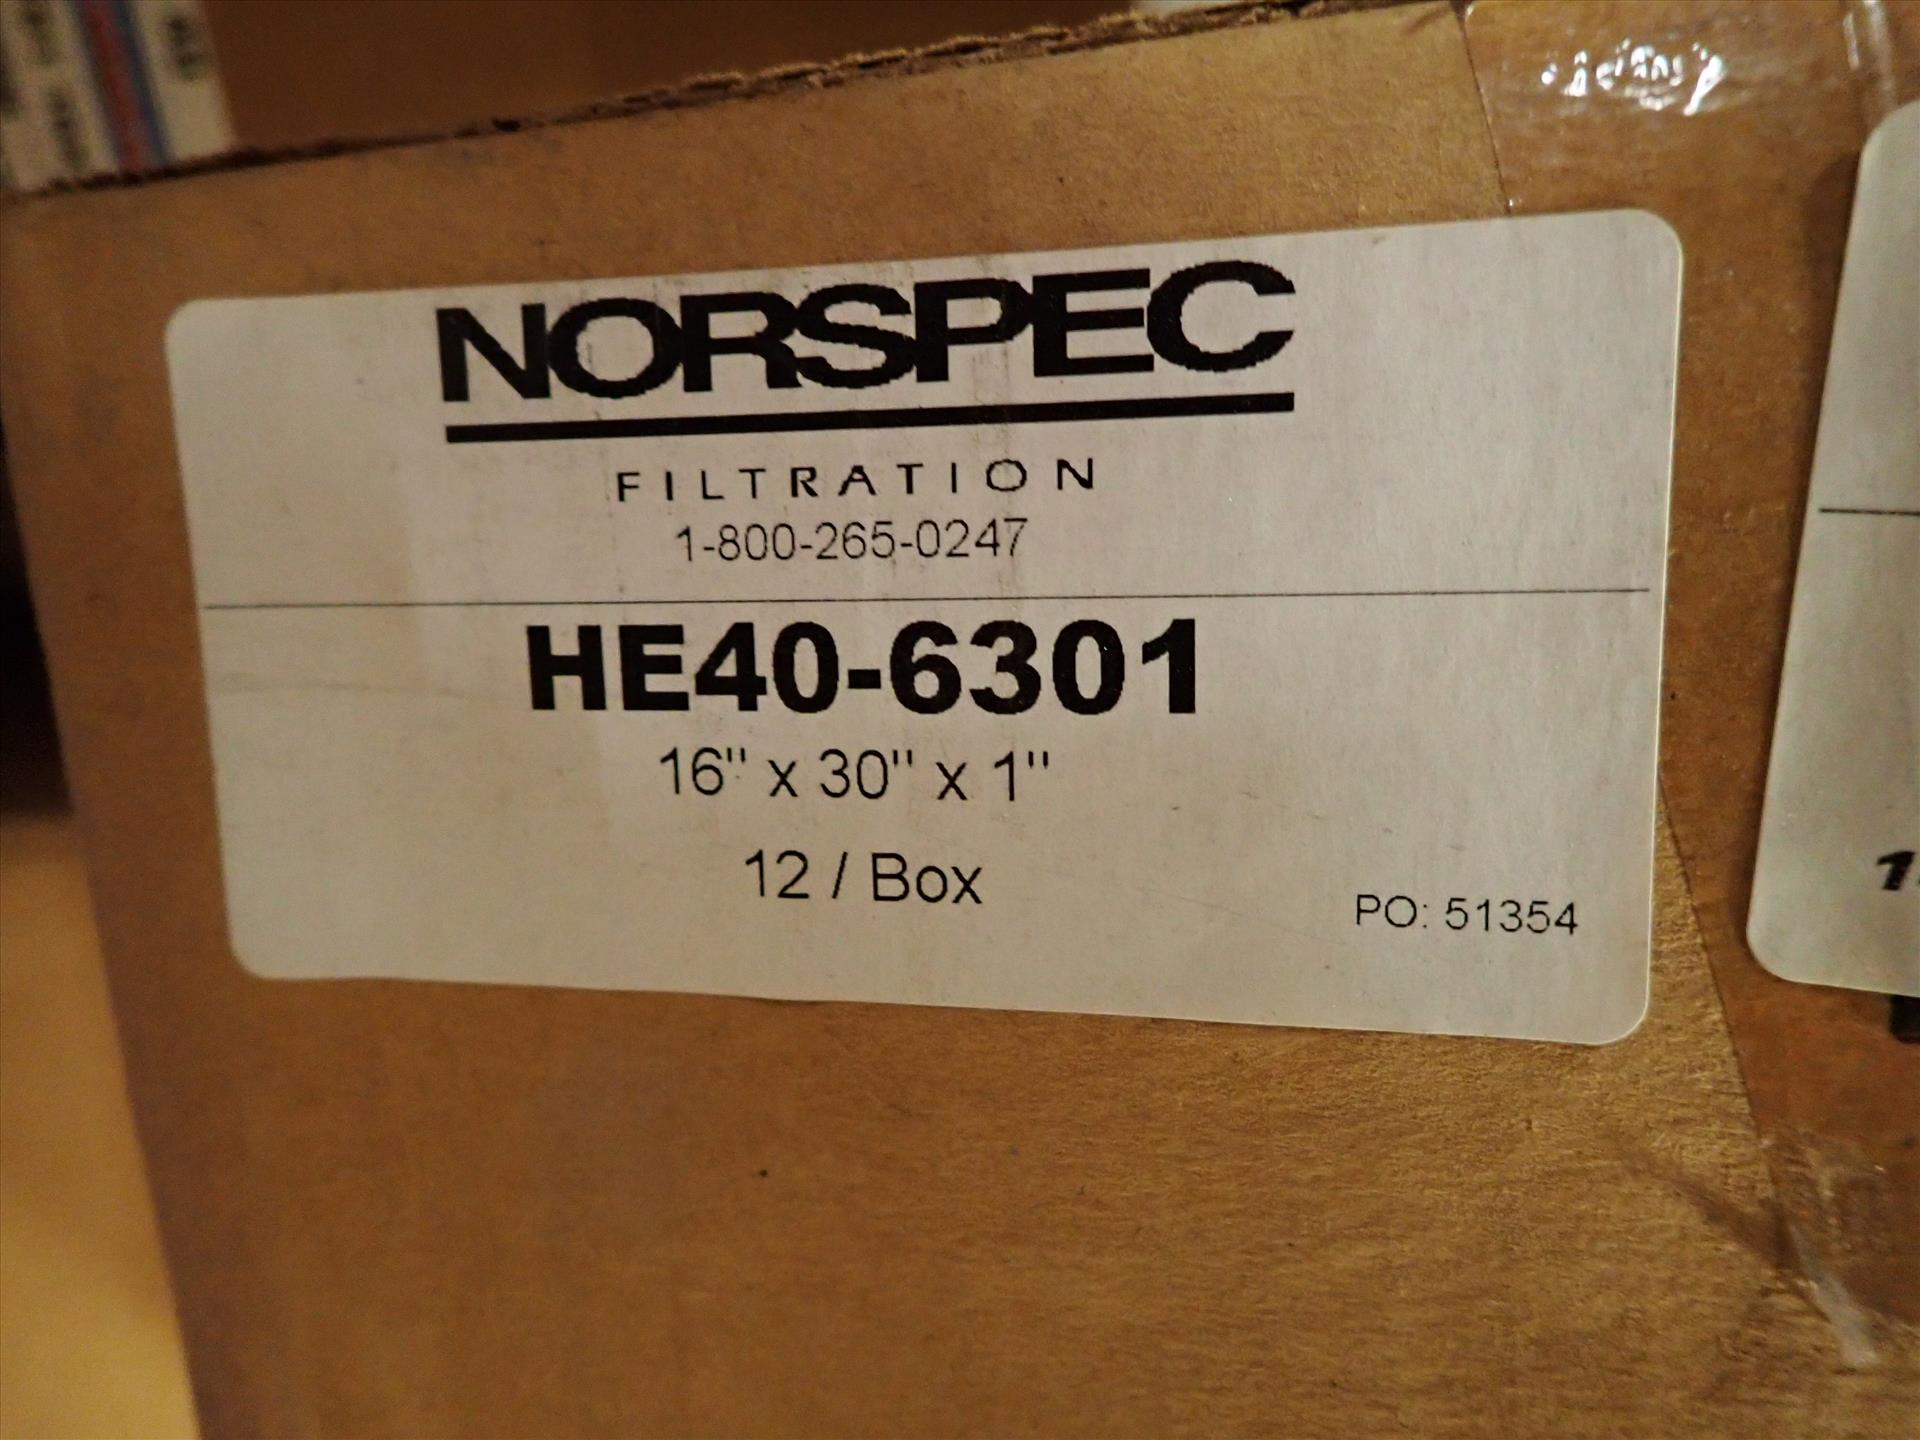 NORSPEC
FILTRATION
1-800-265-0247
HE40-6301
16" x 30" x 1"
12 / Box
PO: 51354